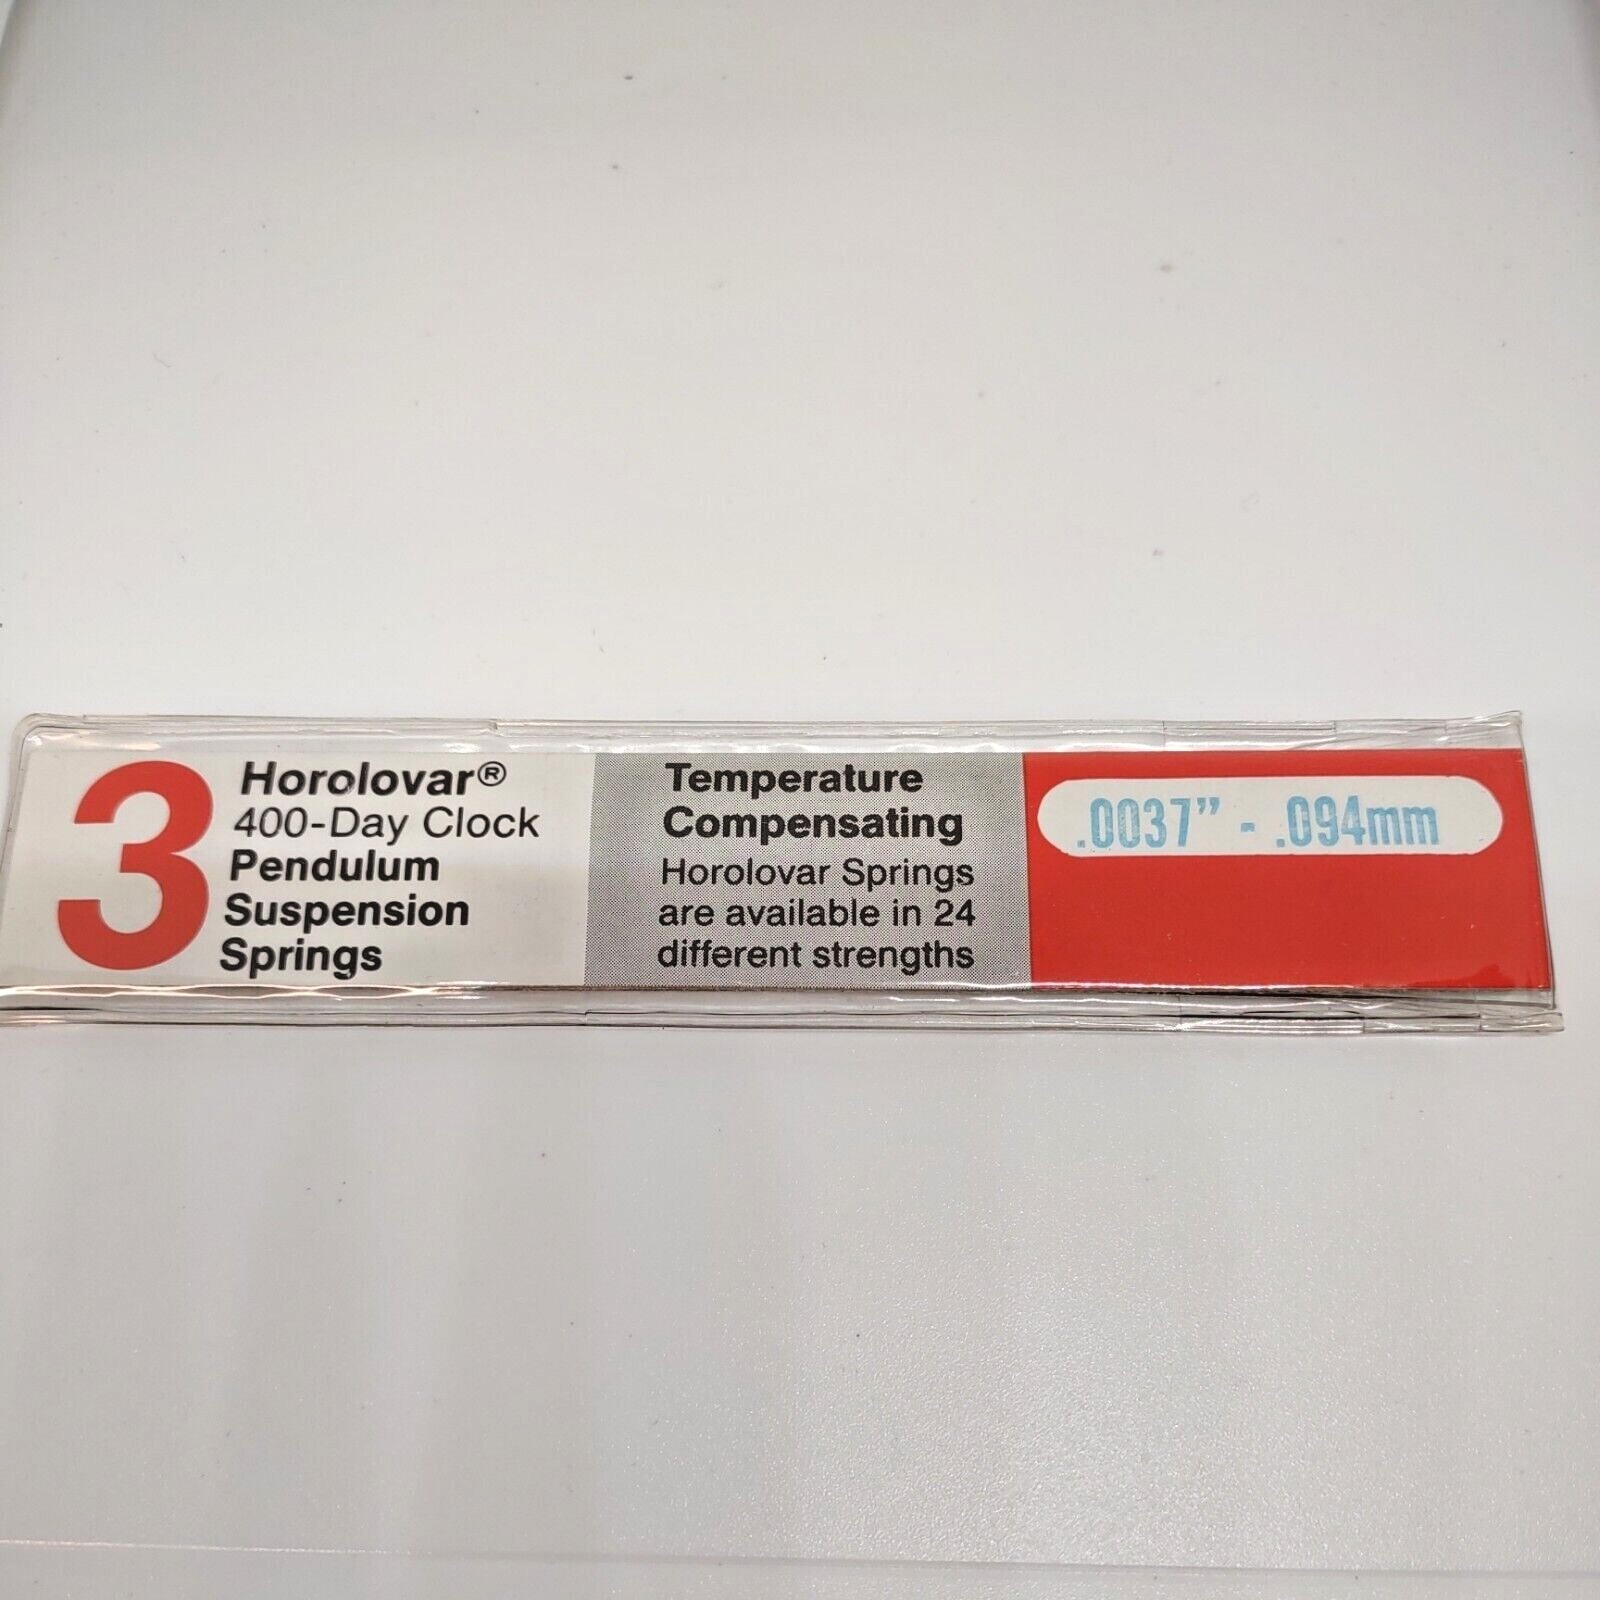 3
Horolovar®
400-Day Clock
Pendulum
Suspension
Springs
Temperature
Compensating
Horolovar Springs
are available in 24
different strengths
.0037” - .094mm